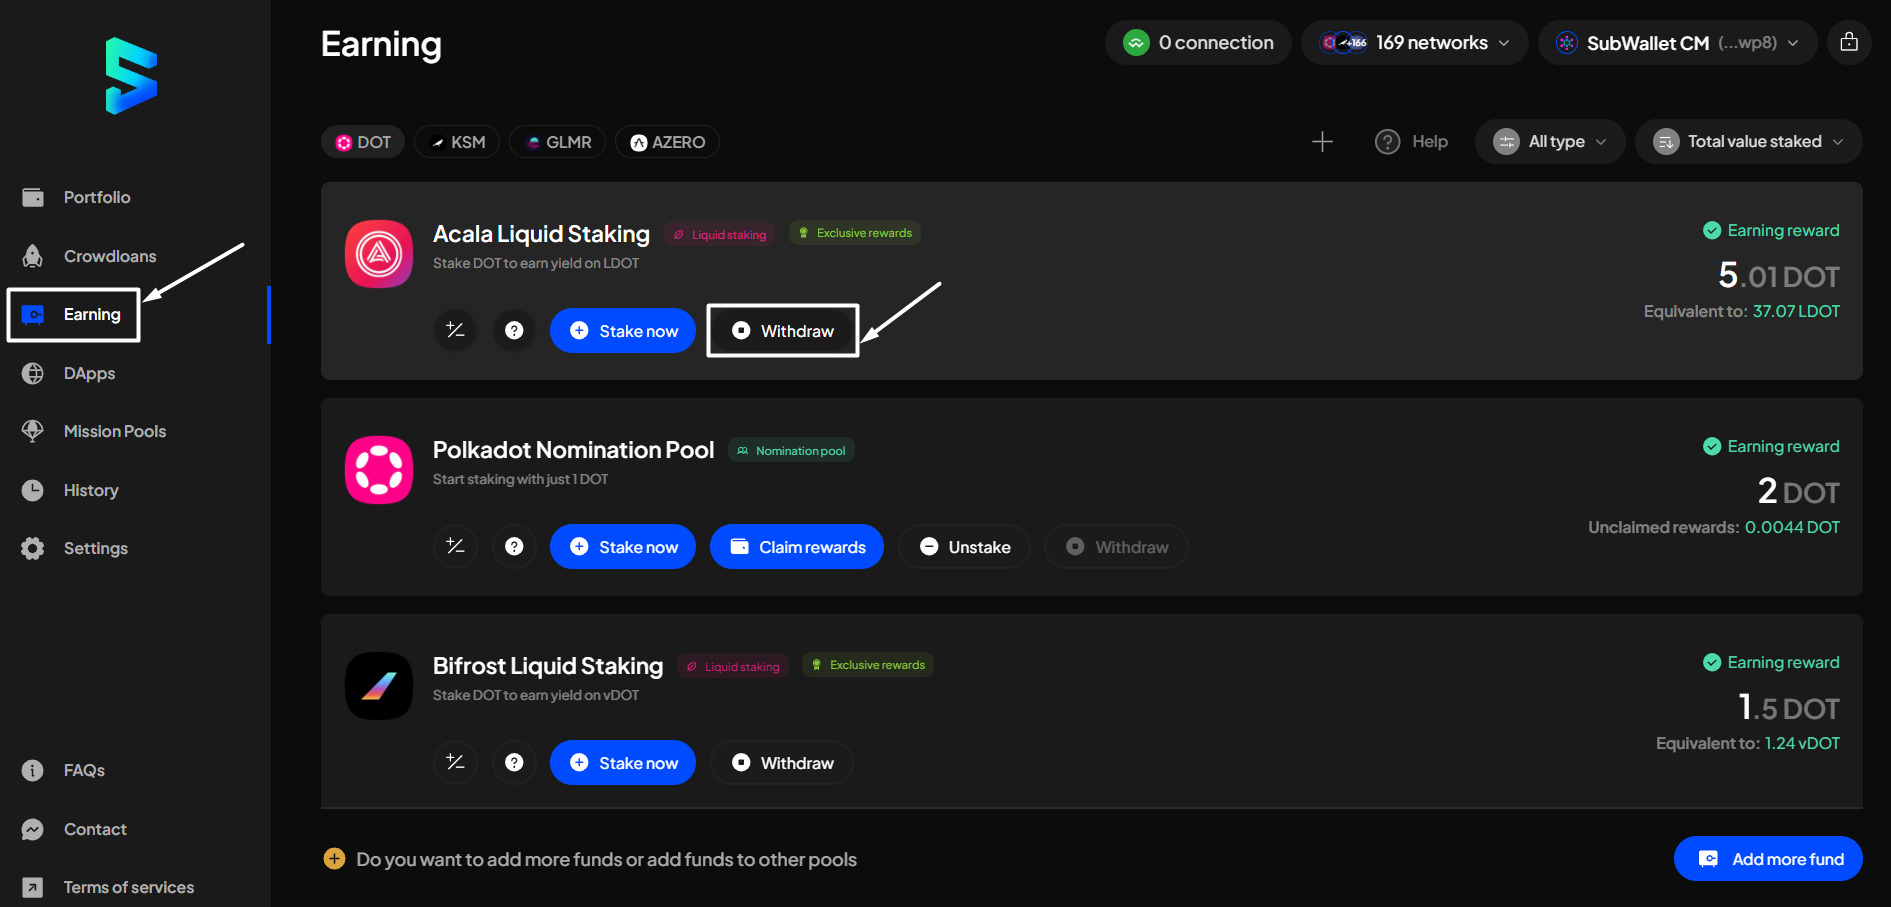 Earning
0 connection
+166 169 networks
SubWallet CM (...wp8)
Portfolio
Crowdloans
Earning
DApps
Mission Pools
History
Settings
FAQs
Contact
Terms of services
DOT
KSM
GLMR
AZERO
Help
All type
Total value staked
Acala Liquid Staking
Liquid staking
Exclusive rewards
Stake DOT to earn yield on LDOT
Stake now
Withdraw
Earning reward
5.01 DOT
Equivalent to: 37.07 LDOT
Polkadot Nomination Pool
Nomination pool
Start staking with just 1 DOT
Stake now
Claim rewards
Unstake
Withdraw
Earning reward
2 DOT
Unclaimed rewards: 0.0044 DOT
Bifrost Liquid Staking
Liquid staking
Exclusive rewards
Stake DOT to earn yield on vDOT
Stake now
Withdraw
Earning reward
1.5 DOT
Equivalent to: 1.24 vDOT
Do you want to add more funds or add funds to other pools
Add more fund